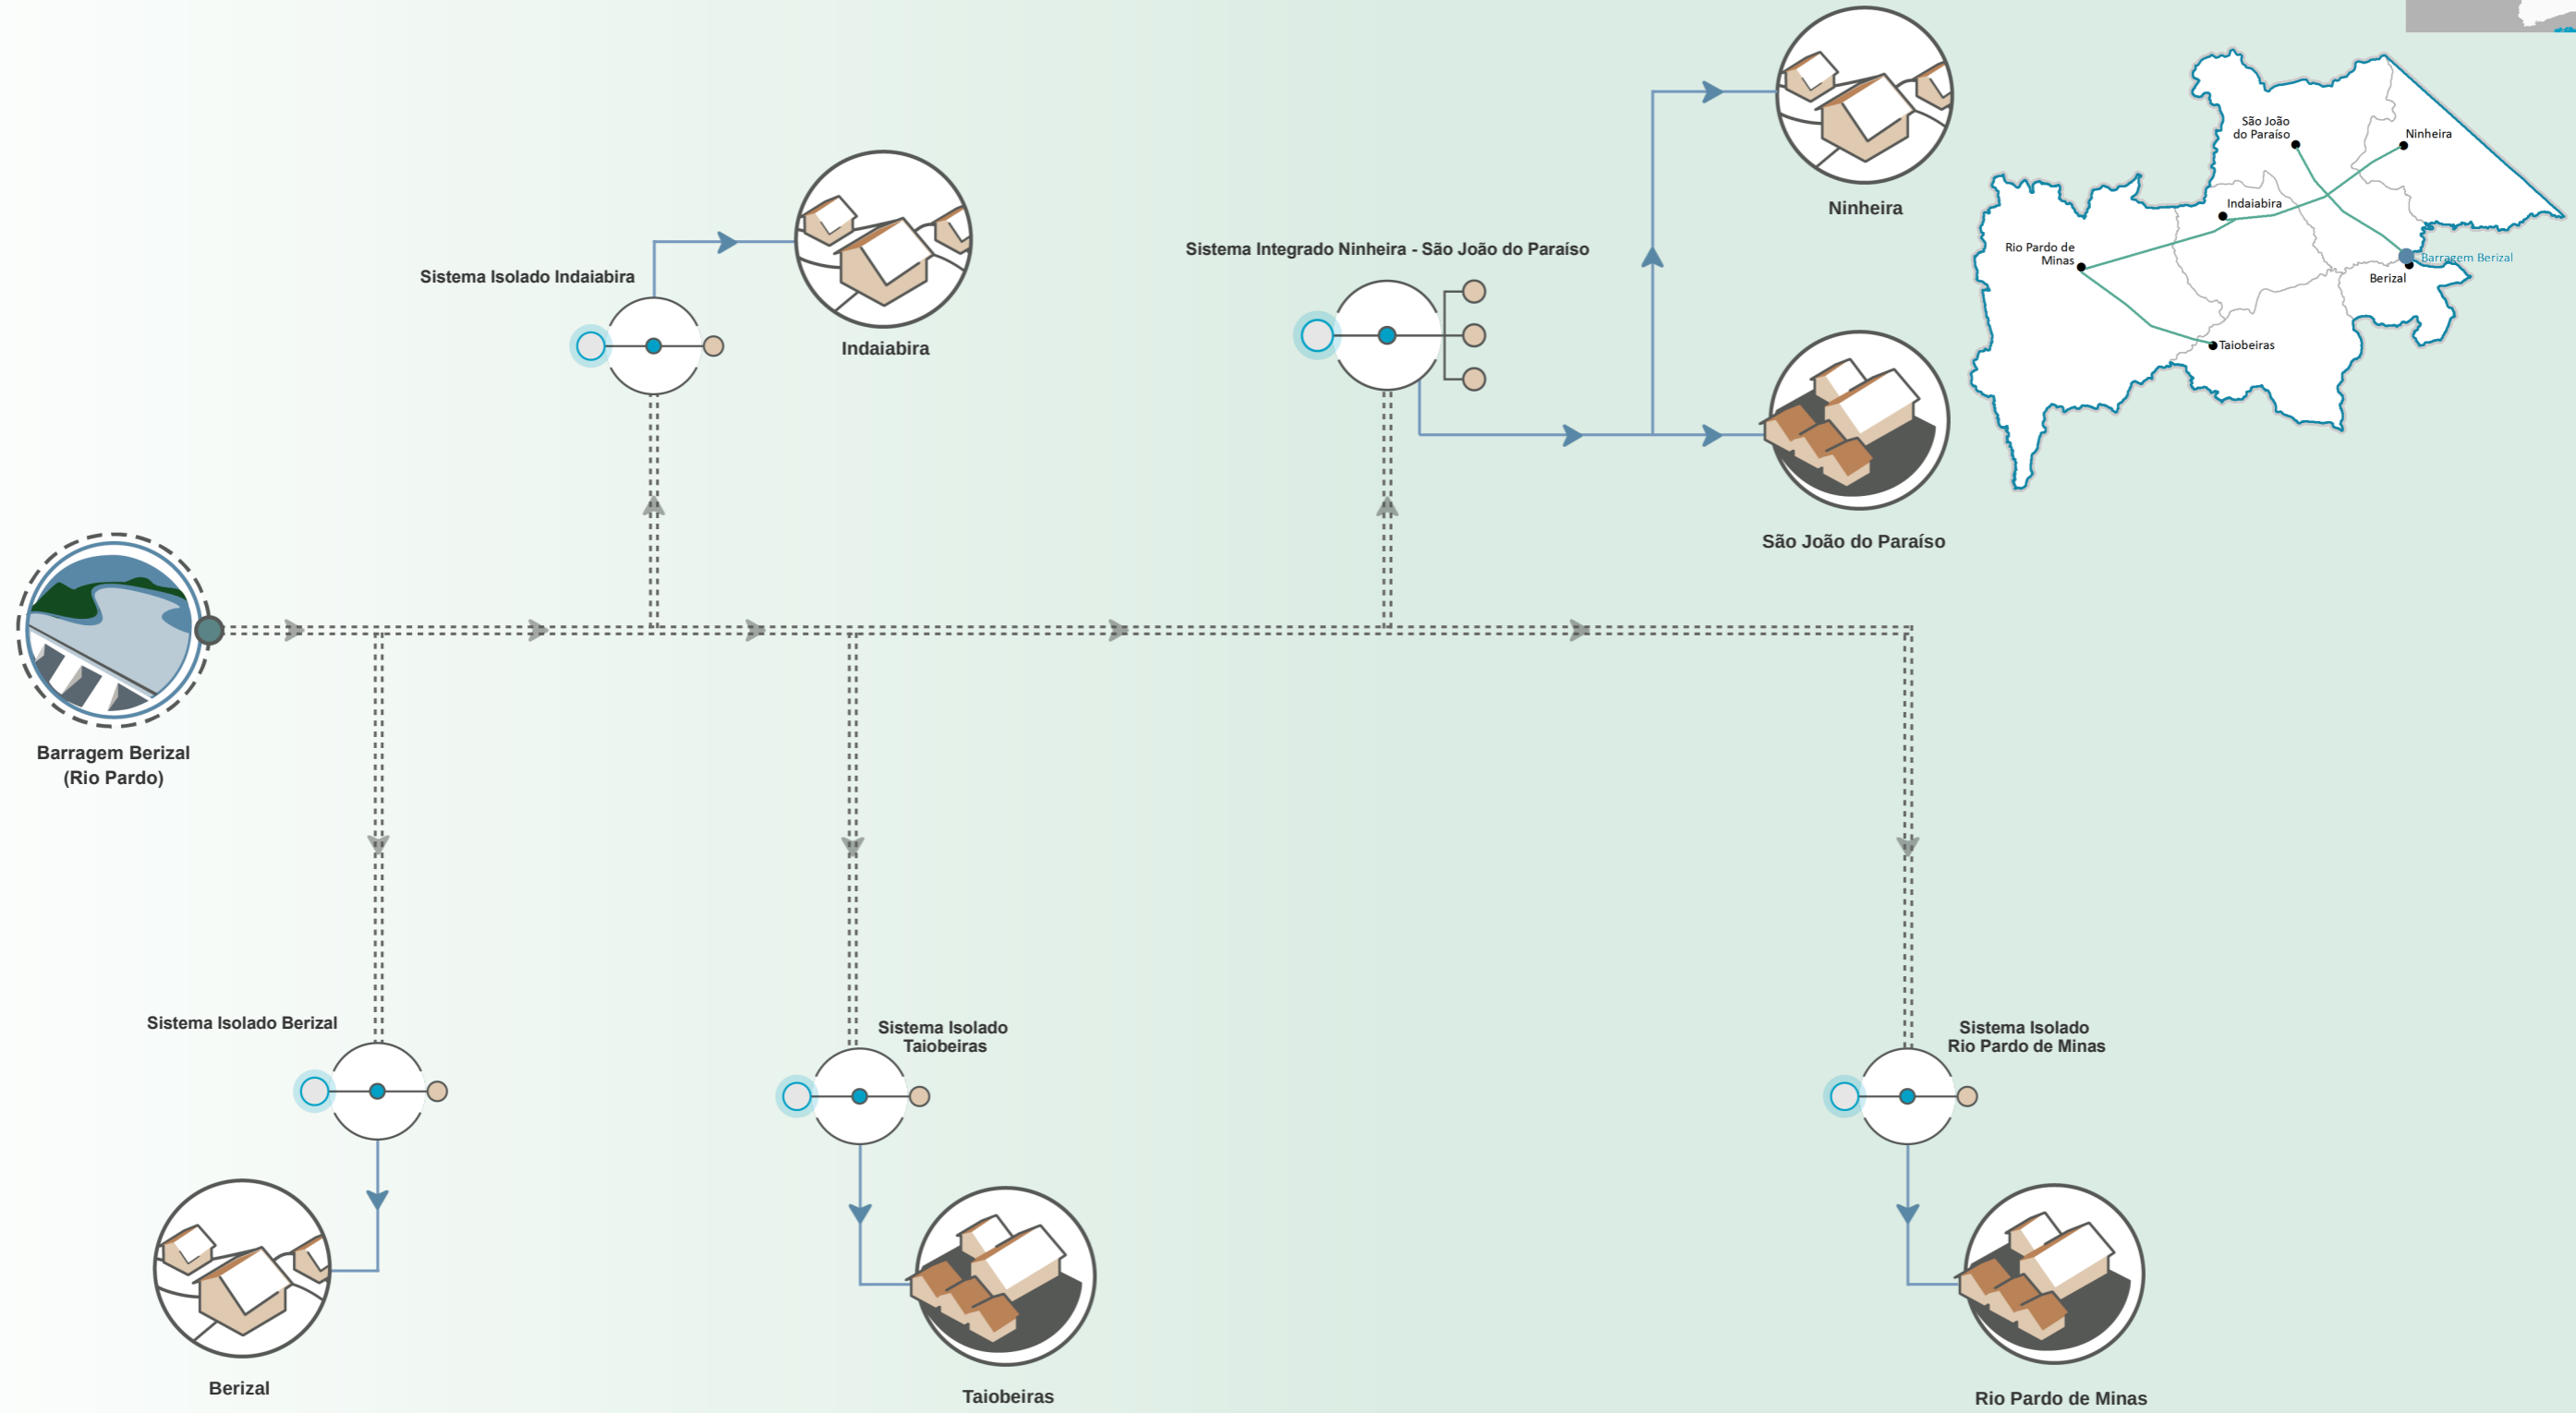 Ninheira
Sistema Integrado Ninheira - São João do Paraíso
Sistema Isolado Indaiabira
Indaiabira
São João do Paraíso
Barragem Berizal
(Rio Pardo)
Sistema Isolado Berizal
Sistema Isolado
Taiobeiras
Sistema Isolado
Rio Pardo de Minas
Berizal
Taiobeiras
Rio Pardo de Minas
São João
do Paraíso
Ninheira
Indaiabira
Rio Pardo de
Minas
Barragem Berizal
Berizal
Taiobeiras